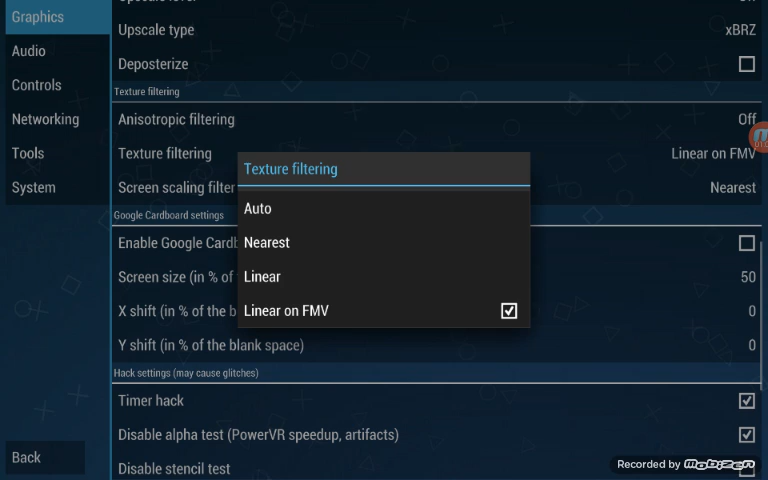 Graphics
Audio
Controls
Networking
Tools
System
Back
Upscale type xBRZ
Deposterize
Texture filtering
Anisotropic filtering Off
Texture filtering Linear on FMV
Screen scaling filter Nearest
Google Cardboard settings
Enable Google Cardb
Screen size (in % of 50
X shift (in % of the b 0
Y shift (in % of the blank space) 0
Hack settings (may cause glitches)
Timer hack
Disable alpha test (PowerVR speedup, artifacts)
Disable stencil test
Texture filtering
Auto
Nearest
Linear
Linear on FMV
Recorded by mobizen